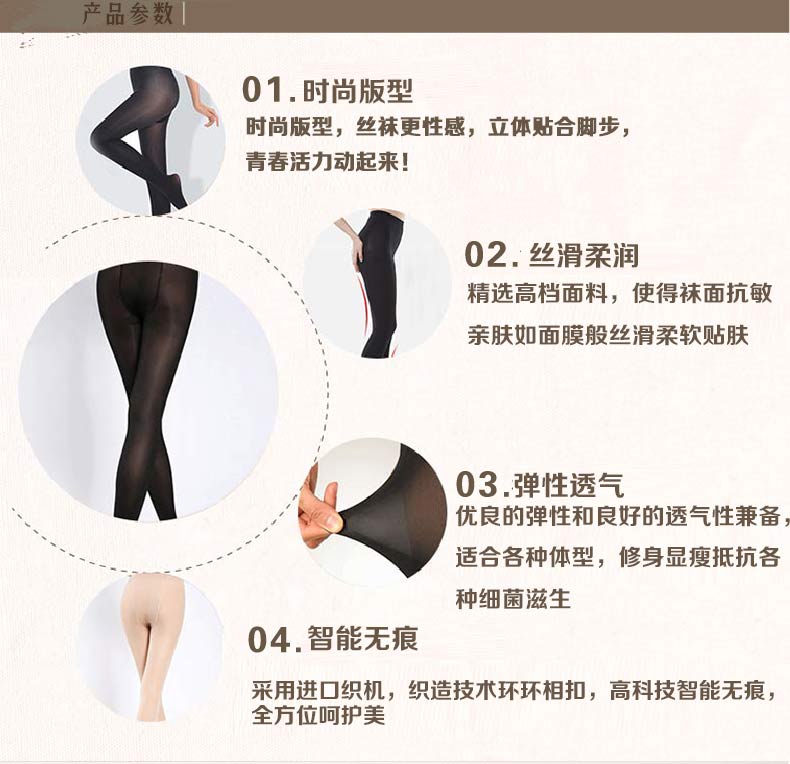 产品参数
01.时尚版型
时尚版型，丝袜更性感，立体贴合脚步，
青春活力动起来！
02.丝滑柔润
精选高档面料，使得袜面抗敏
亲肤如面膜般丝滑柔软贴肤
03.弹性透气
优良的弹性和良好的透气性兼备，
适合各种体型，修身显瘦抵抗各
种细菌滋生
04.智能无痕
采用进口织机，织造技术环环相扣，高科技智能无痕，
全方位呵护美